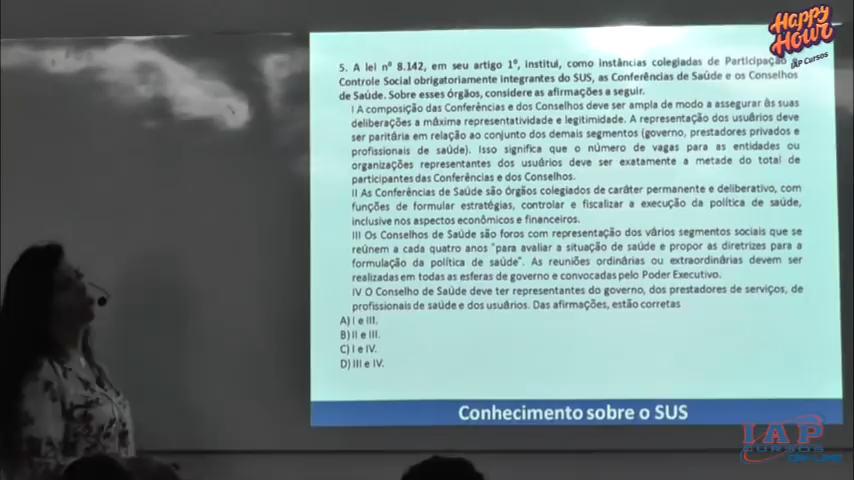 Happy
Hour
IAP Cursos
5. A lei nº 8.142, em seu artigo 1º, institui, como instâncias colegiadas de Participação e
Controle Social obrigatoriamente integrantes do SUS, as Conferências de Saúde e os Conselhos
de Saúde. Sobre esses órgãos, considere as afirmações a seguir.
I A composição das Conferências e dos Conselhos deve ser ampla de modo a assegurar às suas
deliberações a máxima representatividade e legitimidade. A representação dos usuários deve
ser paritária em relação ao conjunto dos demais segmentos (governo, prestadores privados e
profissionais de saúde). Isso significa que o número de vagas para as entidades ou
organizações representantes dos usuários deve ser exatamente a metade do total de
participantes das Conferências e dos Conselhos.
II As Conferências de Saúde são órgãos colegiados de caráter permanente e deliberativo, com
funções de formular estratégias, controlar e fiscalizar a execução da política de saúde,
inclusive nos aspectos econômicos e financeiros.
III Os Conselhos de Saúde são foros com representação dos vários segmentos sociais que se
reúnem a cada quatro anos "para avaliar a situação de saúde e propor as diretrizes para a
formulação da política de saúde". As reuniões ordinárias ou extraordinárias devem ser
realizadas em todas as esferas de governo e convocadas pelo Poder Executivo.
IV O Conselho de Saúde deve ter representantes do governo, dos prestadores de serviços, de
profissionais de saúde e dos usuários. Das afirmações, estão corretas
A) I e III.
B) II e III.
C) I e IV.
D) III e IV.
Conhecimento sobre o SUS
IAP
CURSOS
ON-LINE